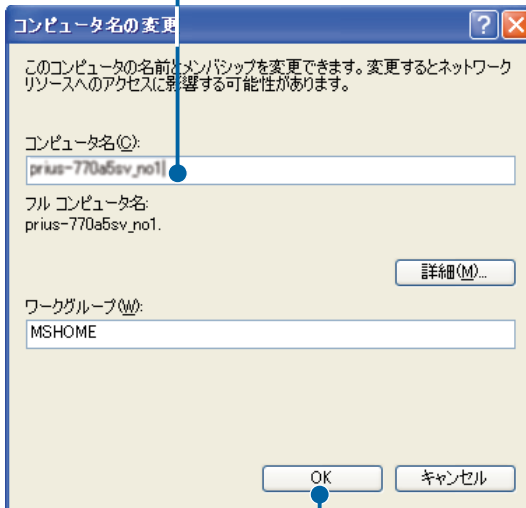 コンピュータ名の変更
このコンピュータの名前とメンバシップを変更できます。変更するとネットワーク
リソースへのアクセスに影響する可能性があります。
コンピュータ名(C):
prius-770a5sv_no1
フル コンピュータ名:
prius-770a5sv_no1.
詳細(M)...
ワークグループ(W):
MSHOME
OK
キャンセル